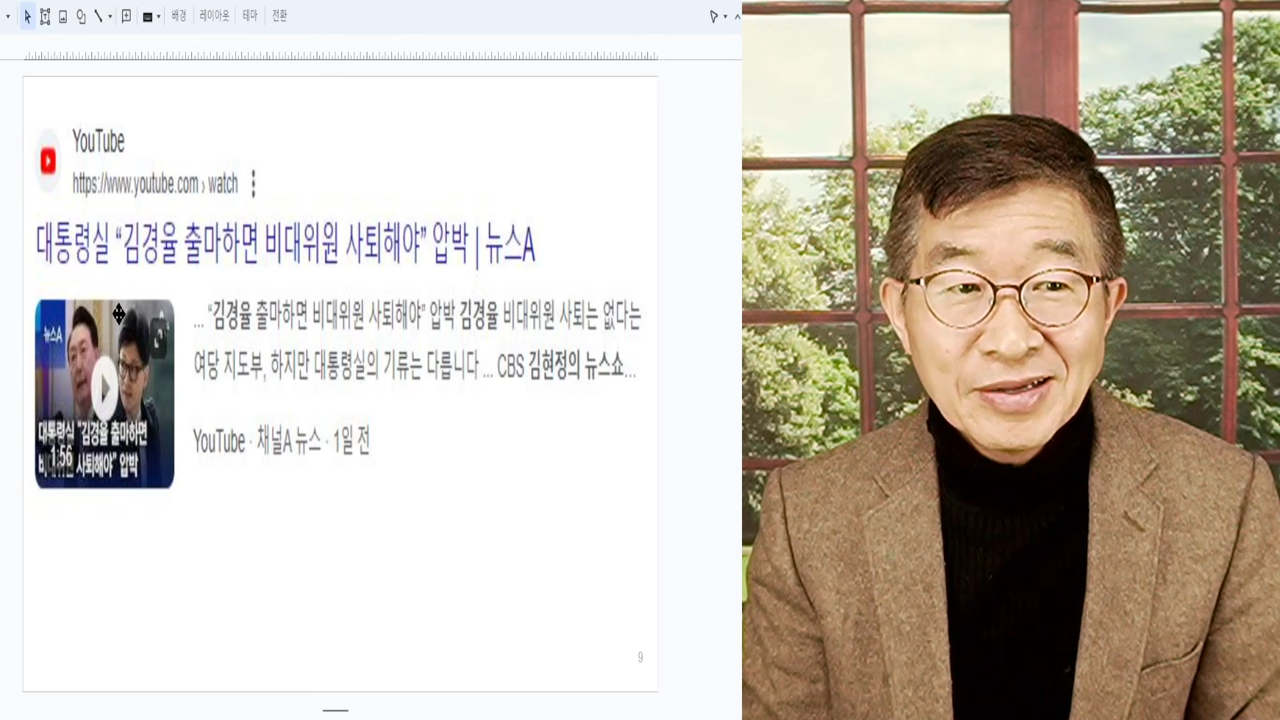 배경 레이아웃 테마 전환
YouTube
https://www.youtube.com › watch
대통령실 “김경율 출마하면 비대위원 사퇴해야” 압박 | 뉴스A
... “김경율 출마하면 비대위원 사퇴해야” 압박 김경율 비대위원 사퇴는 없다는
여당 지도부, 하지만 대통령실의 기류는 다릅니다 ... CBS 김현정의 뉴스쇼...
YouTube · 채널A 뉴스 · 1일 전
뉴스A
대통령실 “김경율 출마하면
사퇴해야” 압박
1:56
9